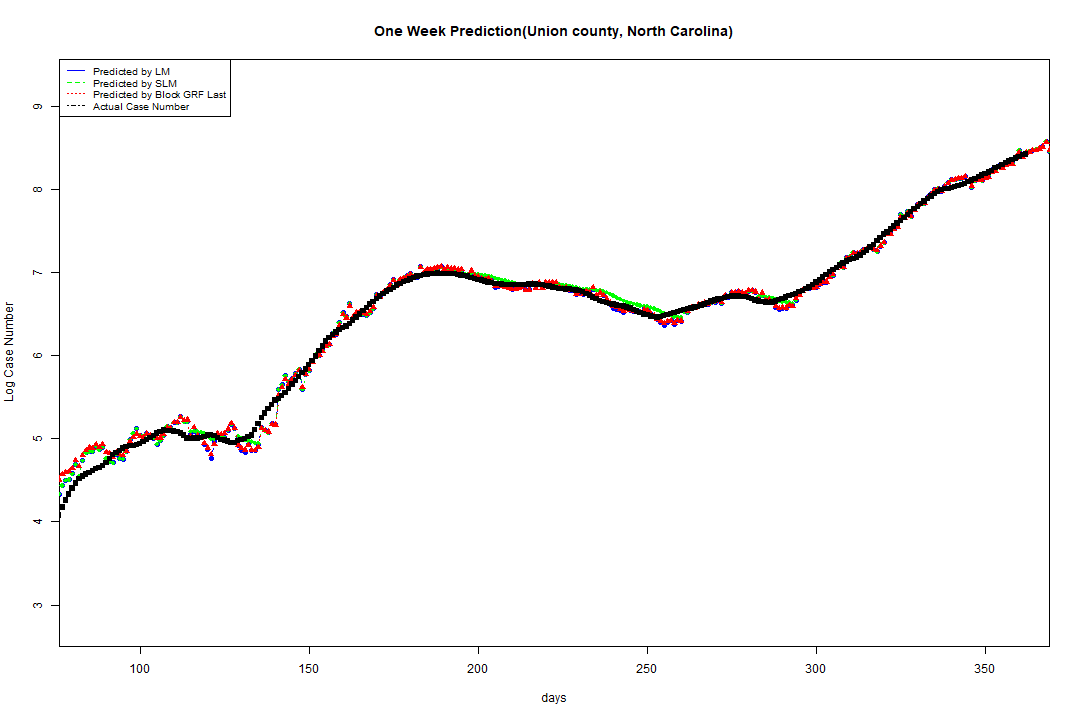 One Week Prediction(Union county, North Carolina)
Predicted by LM
Predicted by SLM
Predicted by Block GRF Last
Actual Case Number
9
8
7
6
5
4
3
Log Case Number
100 150 200 250 300 350
days